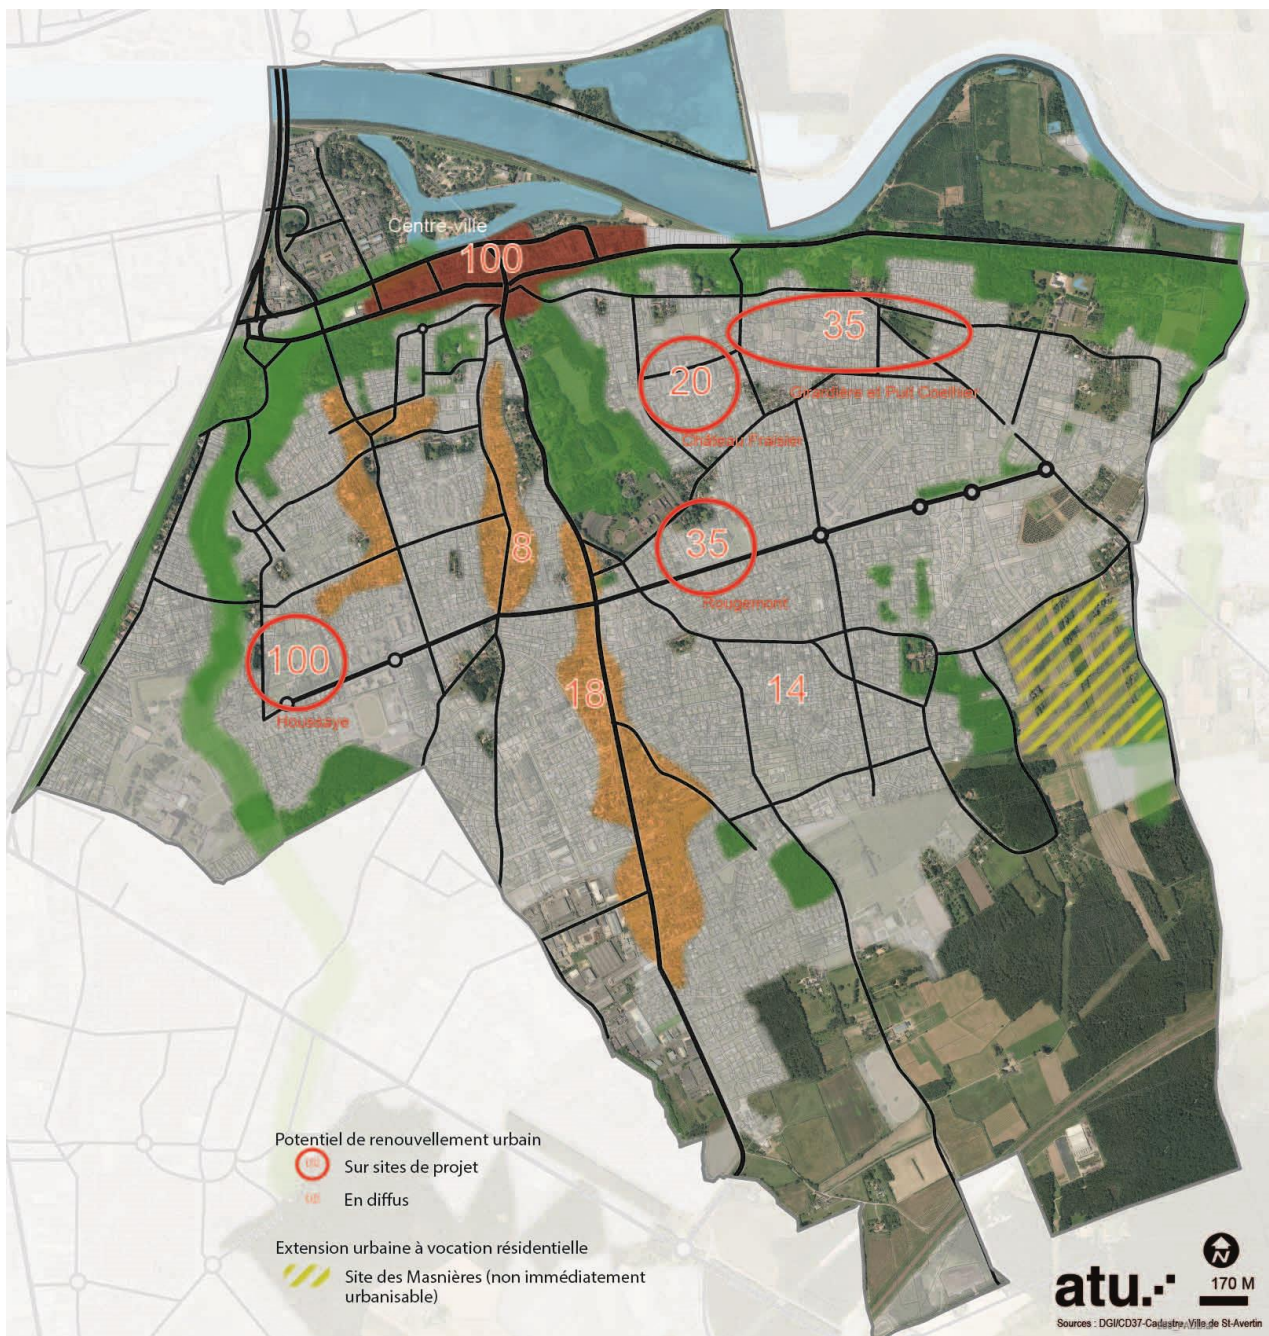 Centre-ville
100
35
20
Girardière et Puit
Château Fraisier
8
35
Rougemont
100
Houssaye
18
14
Potentiel de renouvellement urbain
Sur sites de projet
En diffus
Extension urbaine à vocation résidentielle
Site des Masnières (non immédiatement
urbanisable)
N
atu.
170 M
Sources : DGI/CD37-Cadastre, Ville de St-Avertin